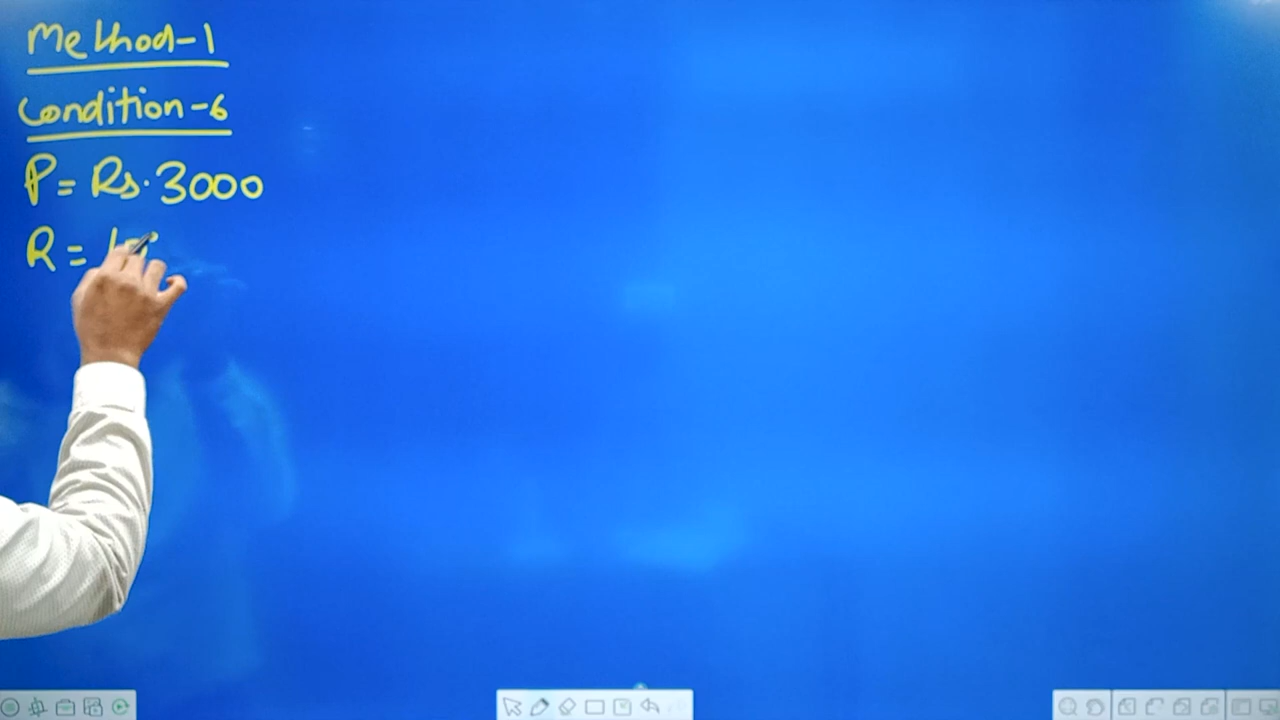 Method-1
Condition-6
P = Rs. 3000
R =